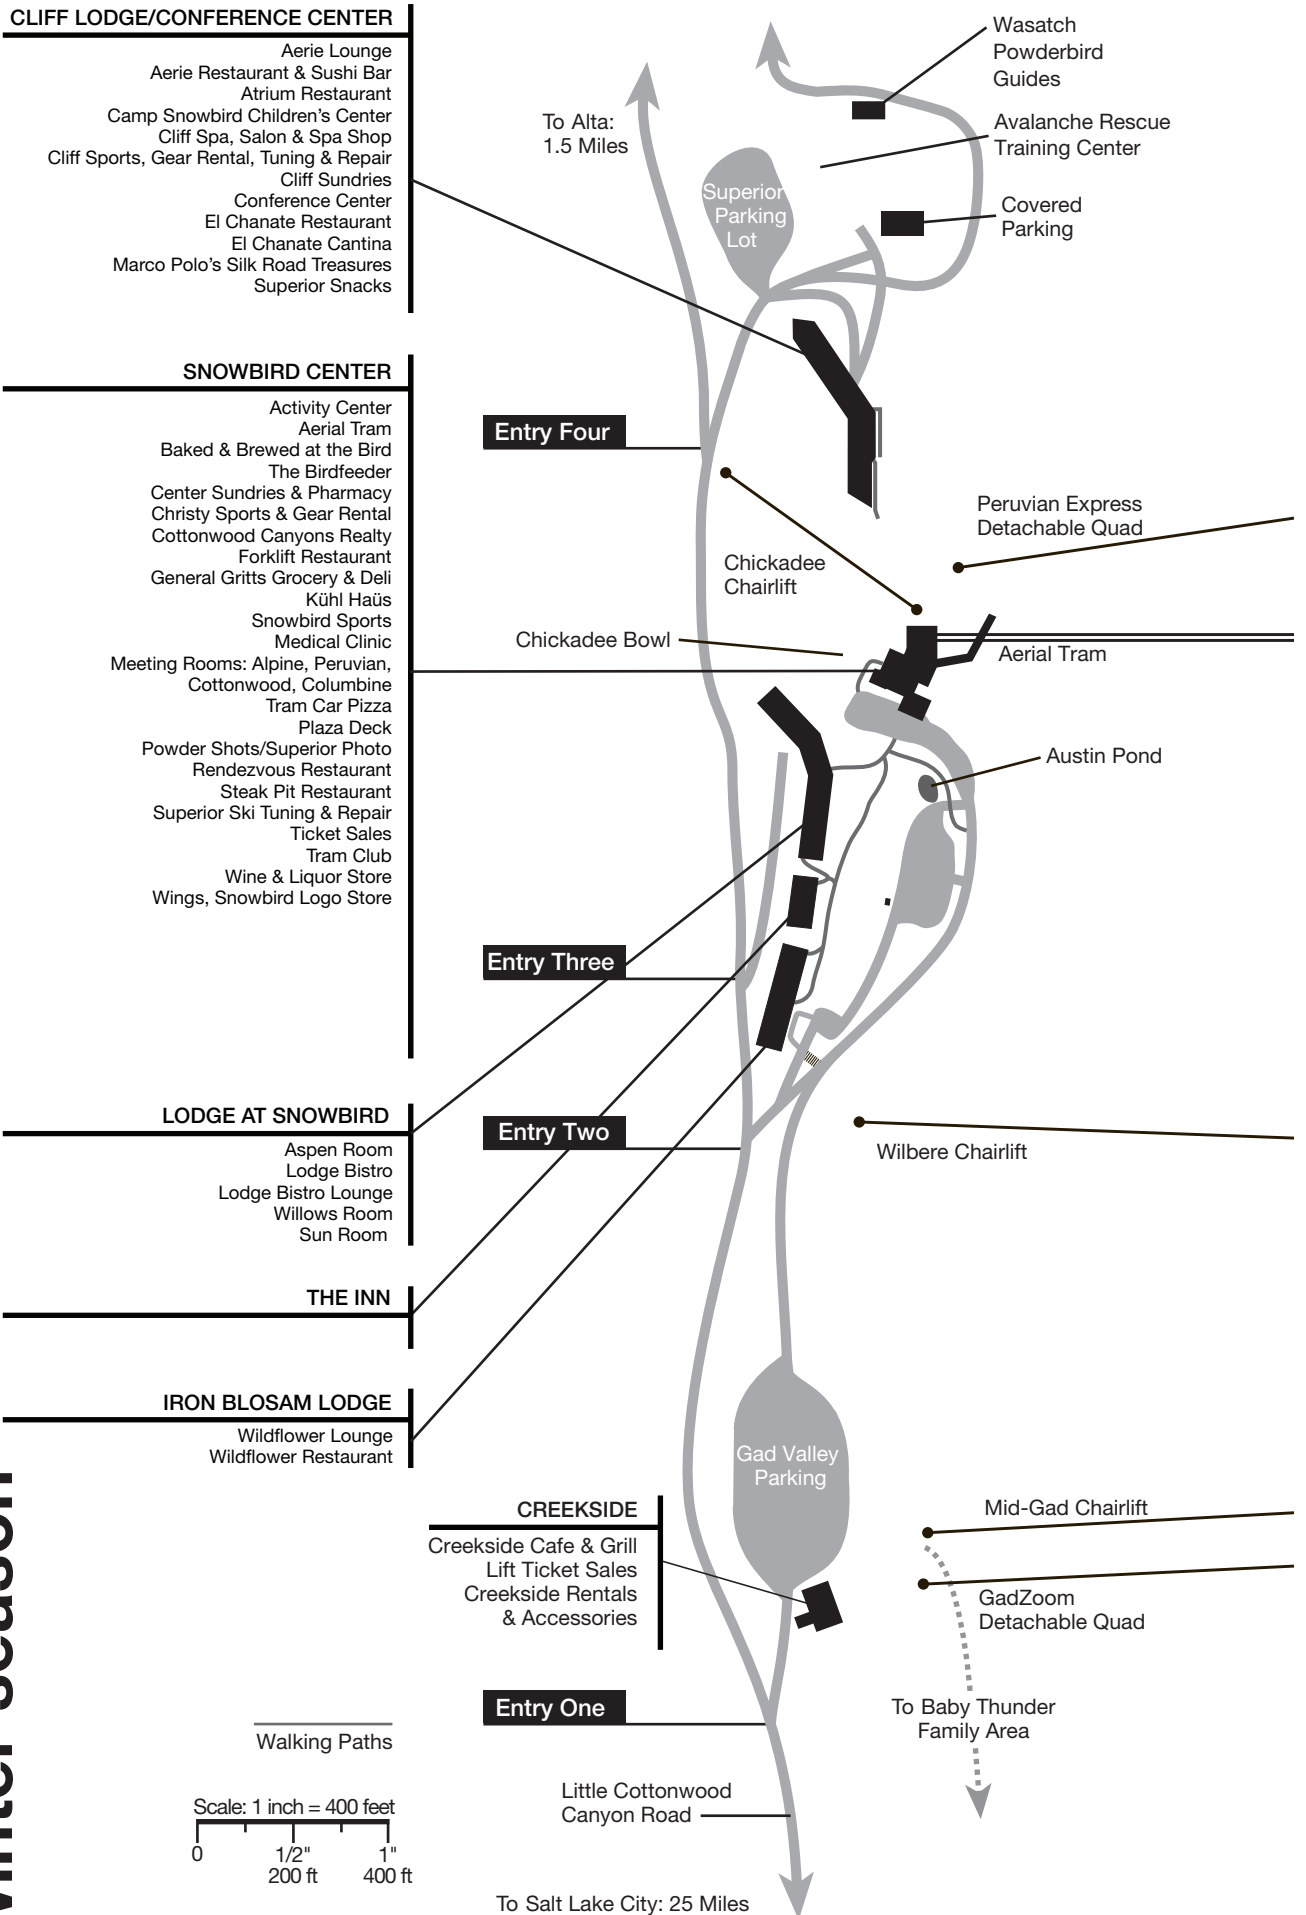 CLIFF LODGE/CONFERENCE CENTER
Aerie Lounge
Aerie Restaurant & Sushi Bar
Atrium Restaurant
Camp Snowbird Children's Center
Cliff Spa, Salon & Spa Shop
Cliff Sports, Gear Rental, Tuning & Repair
Cliff Sundries
Conference Center
El Chanate Restaurant
El Chanate Cantina
Marco Polo's Silk Road Treasures
Superior Snacks
SNOWBIRD CENTER
Activity Center
Aerial Tram
Baked & Brewed at the Bird
The Birdfeeder
Center Sundries & Pharmacy
Christy Sports & Gear Rental
Cottonwood Canyons Realty
Forklift Restaurant
General Gritts Grocery & Deli
Kühl Haüs
Snowbird Sports
Medical Clinic
Meeting Rooms: Alpine, Peruvian,
Cottonwood, Columbine
Tram Car Pizza
Plaza Deck
Powder Shots/Superior Photo
Rendezvous Restaurant
Steak Pit Restaurant
Superior Ski Tuning & Repair
Ticket Sales
Tram Club
Wine & Liquor Store
Wings, Snowbird Logo Store
LODGE AT SNOWBIRD
Aspen Room
Lodge Bistro
Lodge Bistro Lounge
Willows Room
Sun Room
THE INN
IRON BLOSAM LODGE
Wildflower Lounge
Wildflower Restaurant
CREEKSIDE
Creekside Cafe & Grill
Lift Ticket Sales
Creekside Rentals
& Accessories
Walking Paths
Scale: 1 inch = 400 feet
0
1/2"
1"
200 ft
400 ft
Wasatch
Powderbird
Guides
To Alta:
1.5 Miles
Avalanche Rescue
Training Center
Superior
Parking
Lot
Covered
Parking
Entry Four
Peruvian Express
Detachable Quad
Chickadee
Chairlift
Chickadee Bowl
Aerial Tram
Austin Pond
Entry Three
Entry Two
Wilbere Chairlift
Gad Valley
Parking
Mid-Gad Chairlift
GadZoom
Detachable Quad
Entry One
To Baby Thunder
Family Area
Little Cottonwood
Canyon Road
To Salt Lake City: 25 Miles